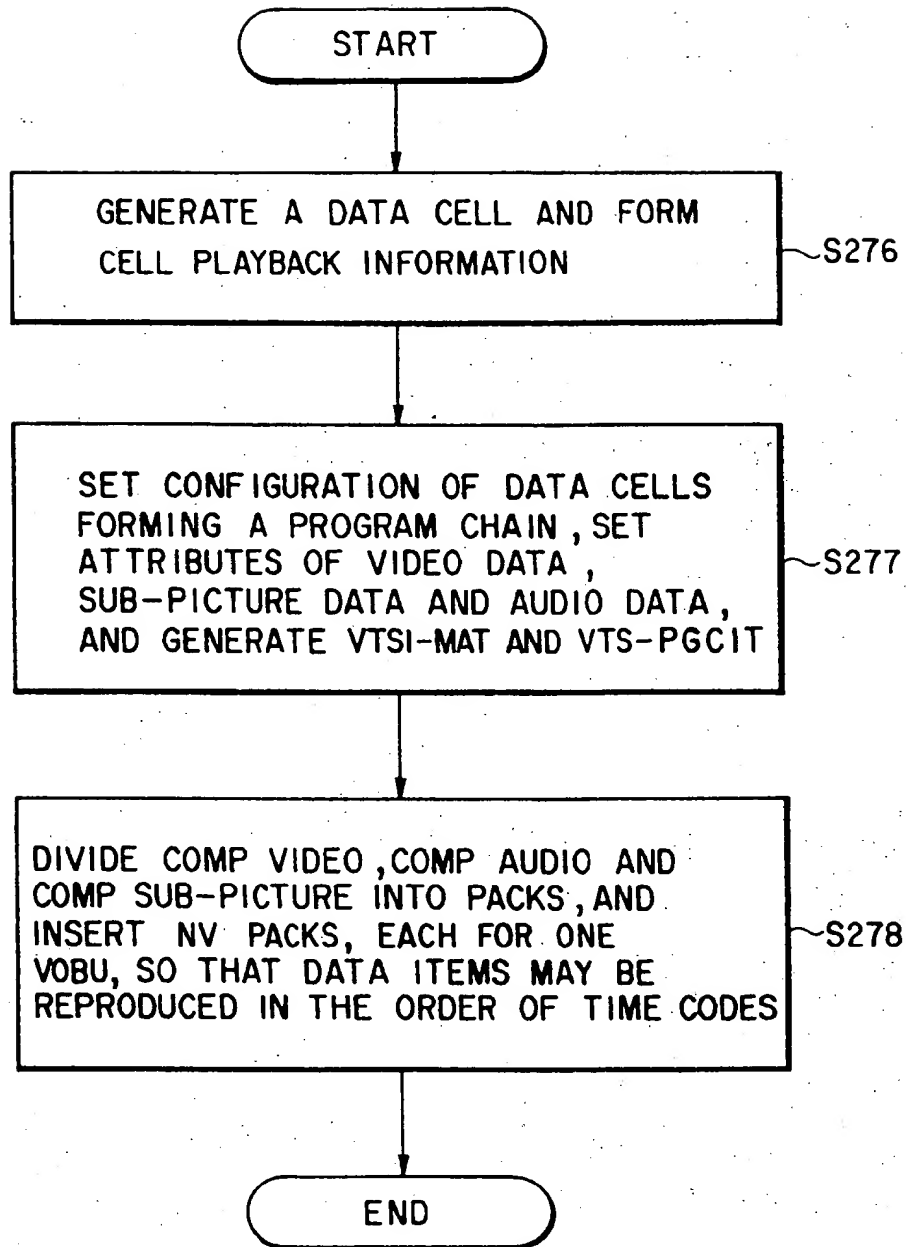 START
GENERATE A DATA CELL AND FORM
CELL PLAYBACK INFORMATION
S276
SET CONFIGURATION OF DATA CELLS
FORMING A PROGRAM CHAIN, SET
ATTRIBUTES OF VIDEO DATA,
SUB-PICTURE DATA AND AUDIO DATA,
AND GENERATE VTSI-MAT AND VTS-PGCIT
S277
DIVIDE COMP VIDEO, COMP AUDIO AND
COMP SUB-PICTURE INTO PACKS, AND
INSERT NV PACKS, EACH FOR ONE
VOBU, SO THAT DATA ITEMS MAY BE
REPRODUCED IN THE ORDER OF TIME CODES
S278
END